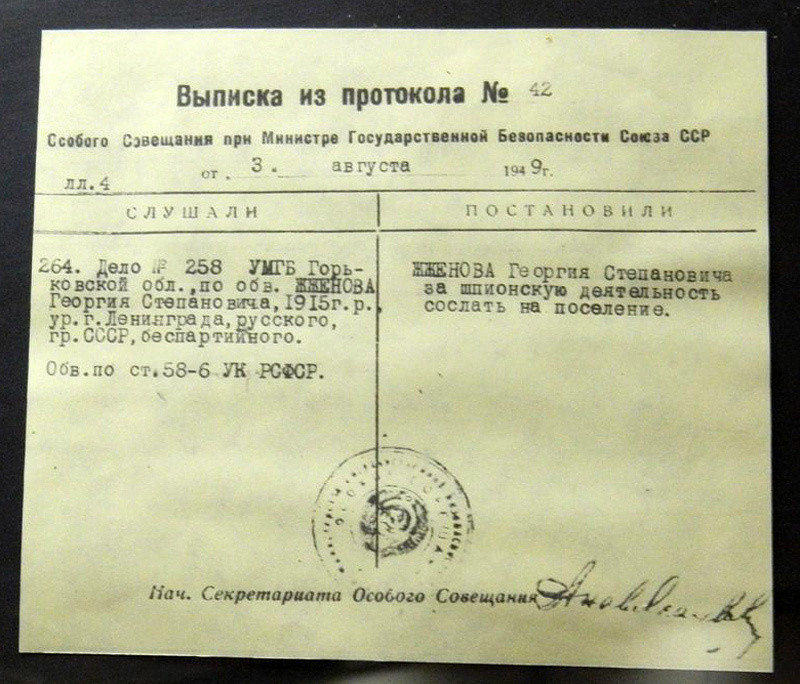 Выписка из протокола № 42
Особого Совещания при Министре Государственной Безопасности Союза ССР
от 3. августа 1949г.
лл.4
СЛУШАЛИ
264. Дело № 258 УМГБ Горь-
ковской обл.,по обв. ЖЖЕНОВА
Георгия Степановича,1915г.р.,
ур.г.Ленинграда,русского,
гр.СССР,беспартийного.
Обв.по ст.58-6 УК РСФСР.
ПОСТАНОВИЛИ
ЖЖЕНОВА Георгия Степановича
за шпионскую деятельность
сослать на поселение.
Нач. Секретариата Особого Совещания